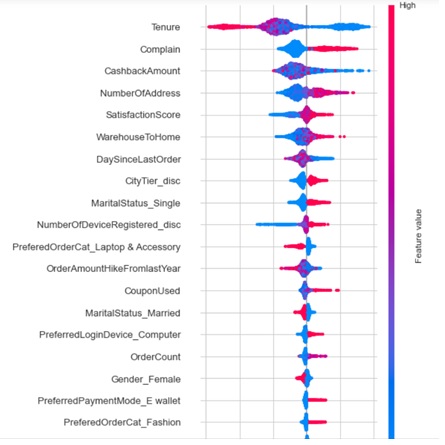 High
Tenure
Complain
CashbackAmount
NumberOfAddress
SatisfactionScore
WarehouseToHome
DaySinceLastOrder
CityTier_disc
MaritalStatus_Single
NumberOfDeviceRegistered_disc
PreferedOrderCat_Laptop & Accessory
OrderAmountHikeFromlastYear
CouponUsed
MaritalStatus_Married
PreferredLoginDevice_Computer
OrderCount
Gender_Female
PreferredPaymentMode_E wallet
PreferedOrderCat_Fashion
Feature value